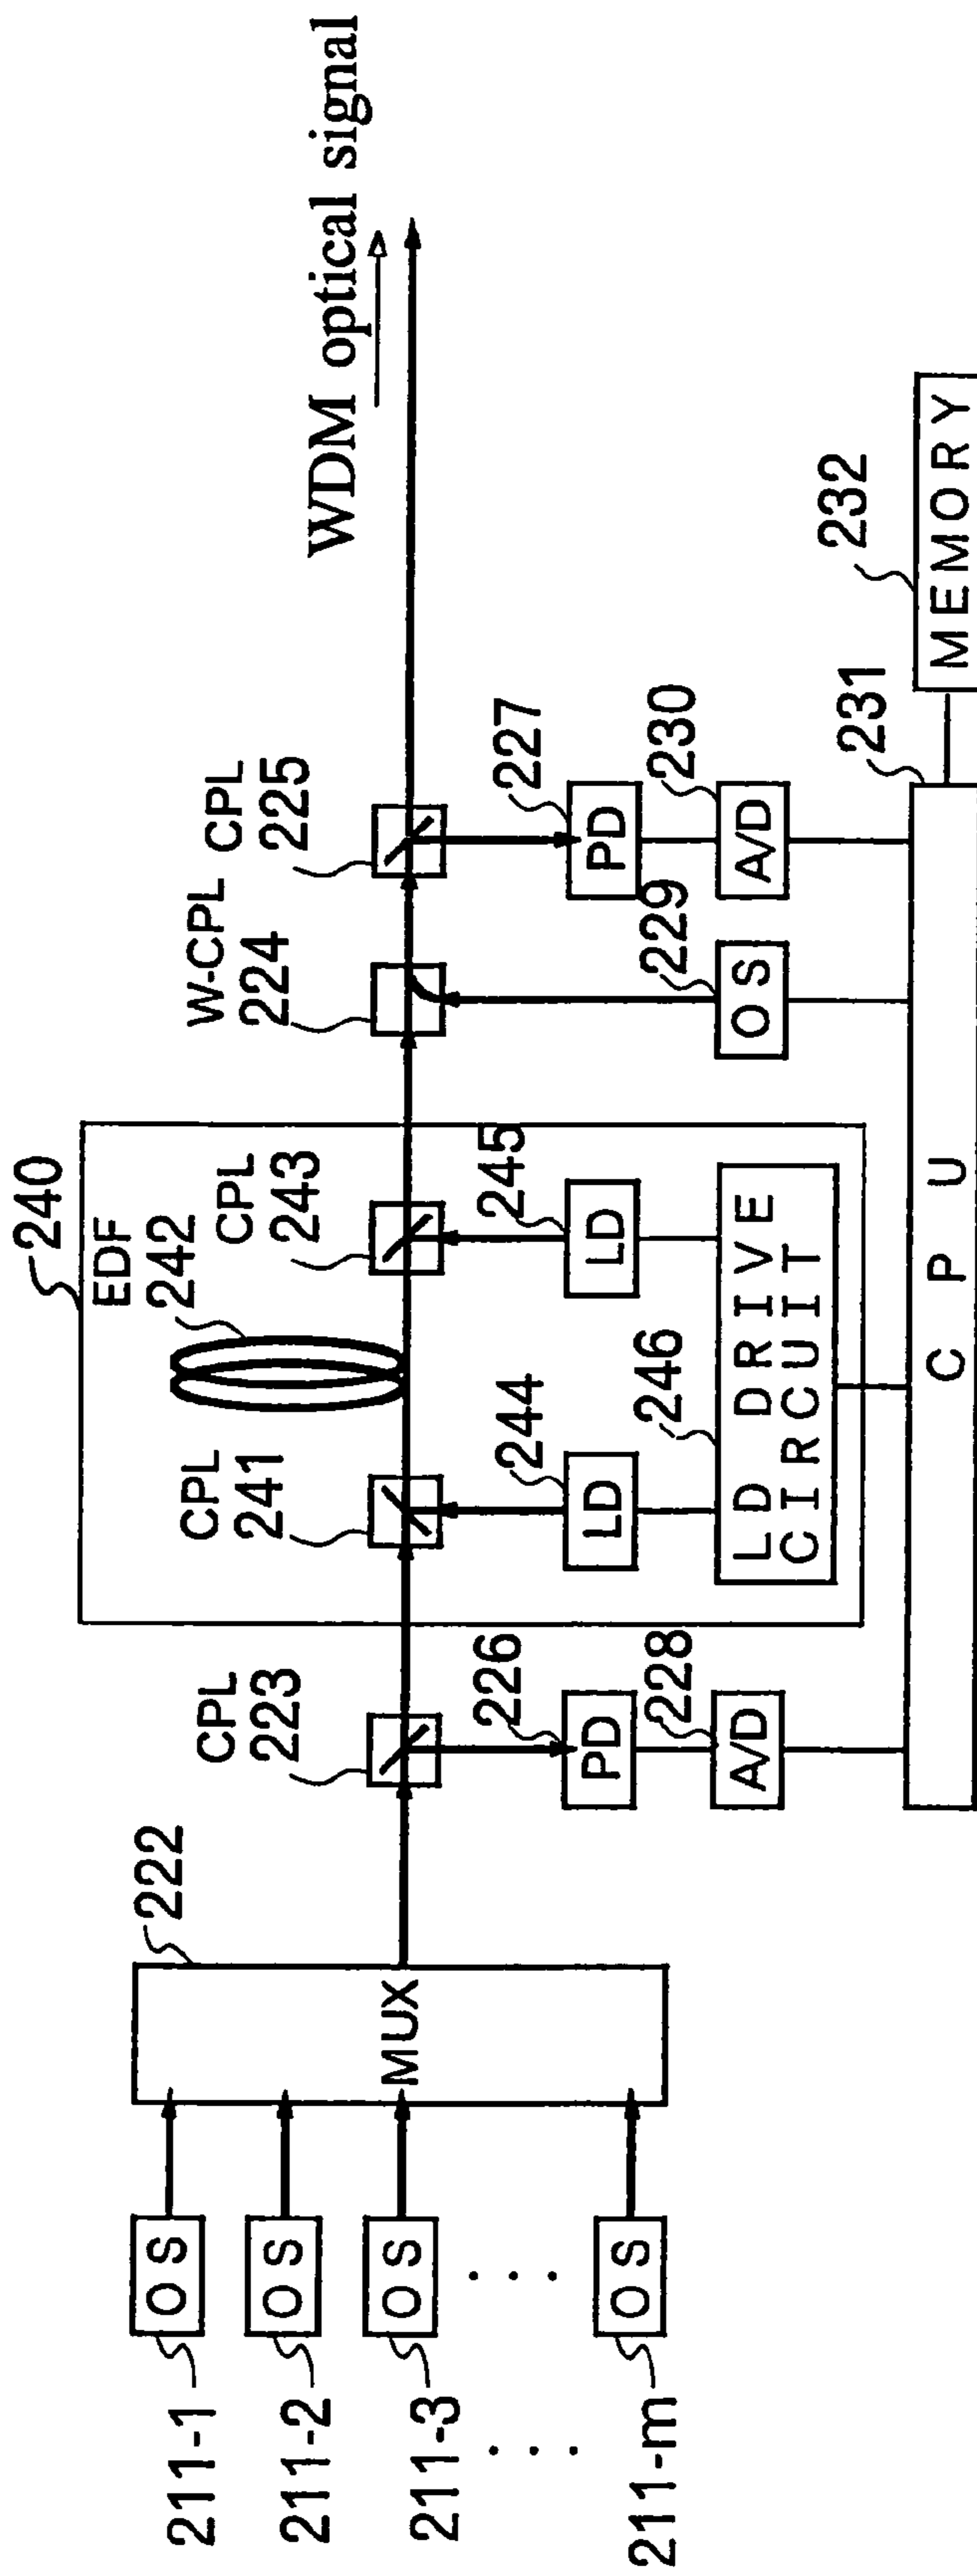 WDM optical signal
240
EDF
242
CPL
241
CPL
243
W-CPL
224
CPL
225
CPL
223
222
MUX
OS
OS
OS
. . .
OS
211-1
211-2
211-3
. . .
211-m
226
PD
228
A/D
244
LD
245
LD
246
LD DRIVE
CIRCUIT
227
PD
229
OS
230
A/D
231
CPU
232
MEMORY